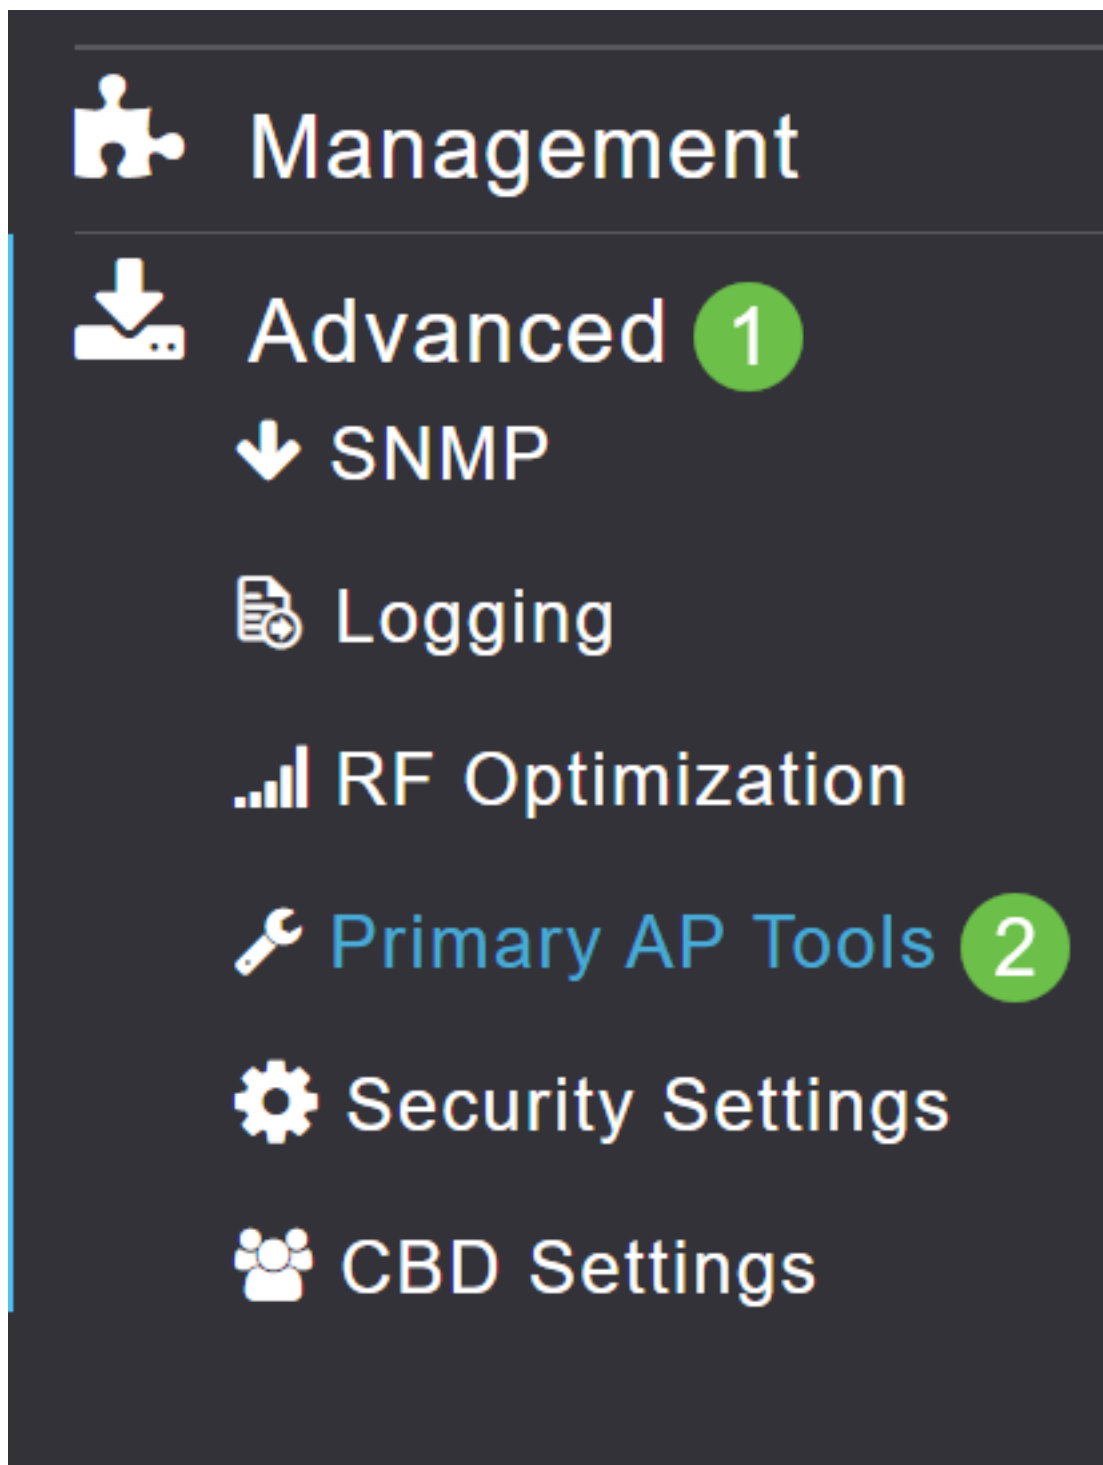 Management
Advanced 1
SNMP
Logging
RF Optimization
Primary AP Tools 2
Security Settings
CBD Settings